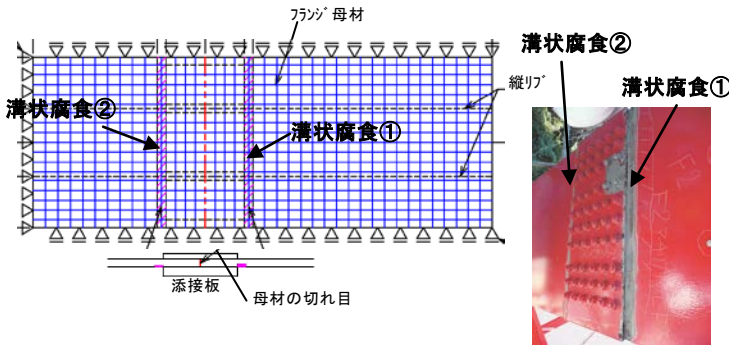 フランジ母材
溝状腐食②
縦リブ
溝状腐食①
溝状腐食②
溝状腐食①
添接板
母材の切れ目
F2